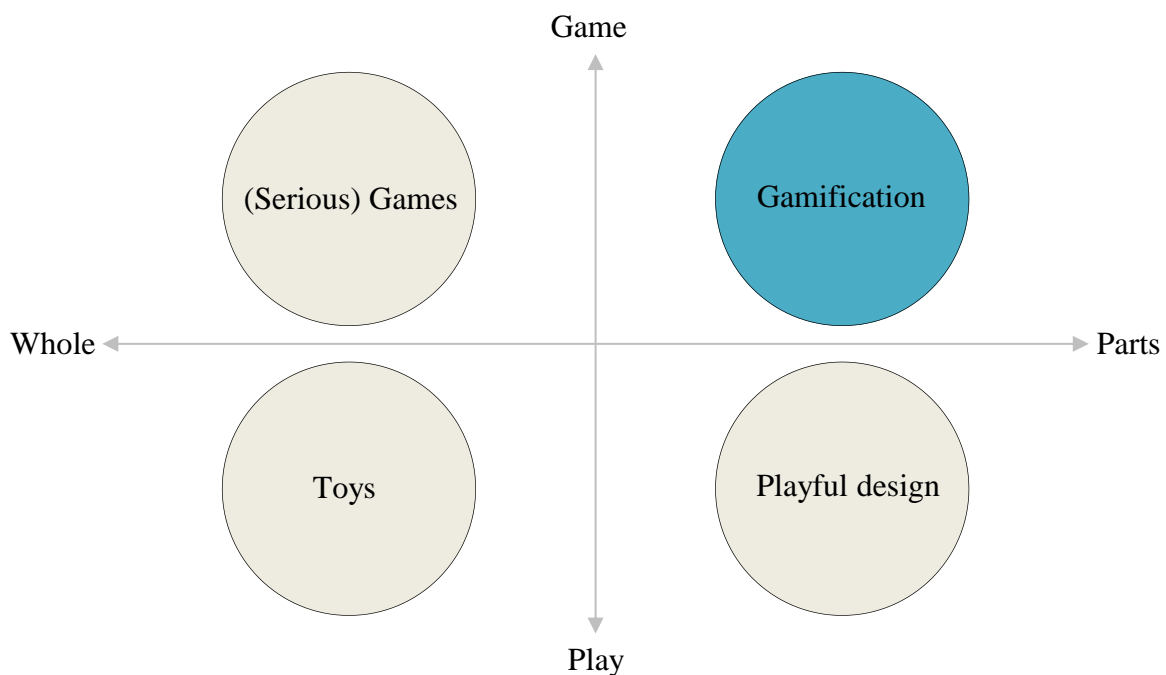 Game
(Serious) Games
Gamification
Whole
Parts
Toys
Playful design
Play